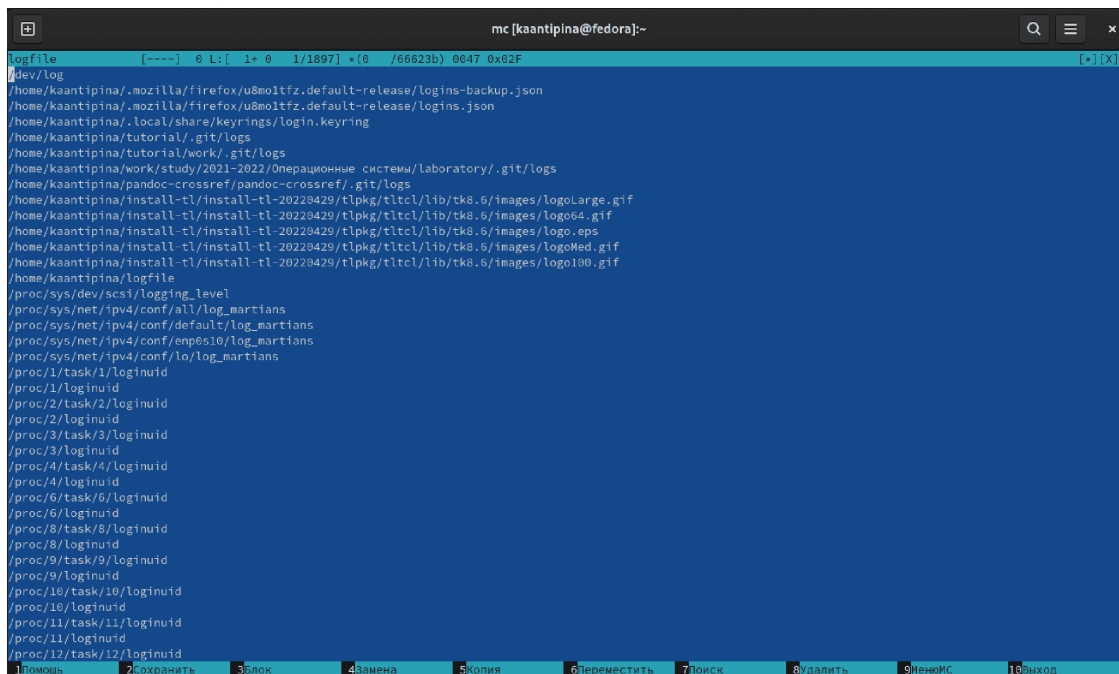 mc [kaantipina@fedora]:~
logfile [----] 0 L:[ 1+ 0 1/1897] *(0 /66623b) 0047 0x02F [*][X]
/dev/log
/home/kaantipina/.mozilla/firefox/u8mo1tfz.default-release/logins-backup.json
/home/kaantipina/.mozilla/firefox/u8mo1tfz.default-release/logins.json
/home/kaantipina/.local/share/keyrings/login.keyring
/home/kaantipina/tutorial/.git/logs
/home/kaantipina/tutorial/work/.git/logs
/home/kaantipina/work/study/2021-2022/Операционные системы/laboratory/.git/logs
/home/kaantipina/pandoc-crossref/pandoc-crossref/.git/logs
/home/kaantipina/install-tl/install-tl-20220429/tlpkg/tltcl/lib/tk8.6/images/logoLarge.gif
/home/kaantipina/install-tl/install-tl-20220429/tlpkg/tltcl/lib/tk8.6/images/logo64.gif
/home/kaantipina/install-tl/install-tl-20220429/tlpkg/tltcl/lib/tk8.6/images/logo.eps
/home/kaantipina/install-tl/install-tl-20220429/tlpkg/tltcl/lib/tk8.6/images/logoMed.gif
/home/kaantipina/install-tl/install-tl-20220429/tlpkg/tltcl/lib/tk8.6/images/logo100.gif
/home/kaantipina/logfile
/proc/sys/dev/scsi/logging_level
/proc/sys/net/ipv4/conf/all/log_martians
/proc/sys/net/ipv4/conf/default/log_martians
/proc/sys/net/ipv4/conf/enp0s10/log_martians
/proc/sys/net/ipv4/conf/lo/log_martians
/proc/1/task/1/loginuid
/proc/1/loginuid
/proc/2/task/2/loginuid
/proc/2/loginuid
/proc/3/task/3/loginuid
/proc/3/loginuid
/proc/4/task/4/loginuid
/proc/4/loginuid
/proc/6/task/6/loginuid
/proc/6/loginuid
/proc/8/task/8/loginuid
/proc/8/loginuid
/proc/9/task/9/loginuid
/proc/9/loginuid
/proc/10/task/10/loginuid
/proc/10/loginuid
/proc/11/task/11/loginuid
/proc/11/loginuid
/proc/12/task/12/loginuid
1Помощь 2Сохранить 3Блок 4Замена 5Копия 6Переместить 7Поиск 8Удалить 9МенюMC 10Выход